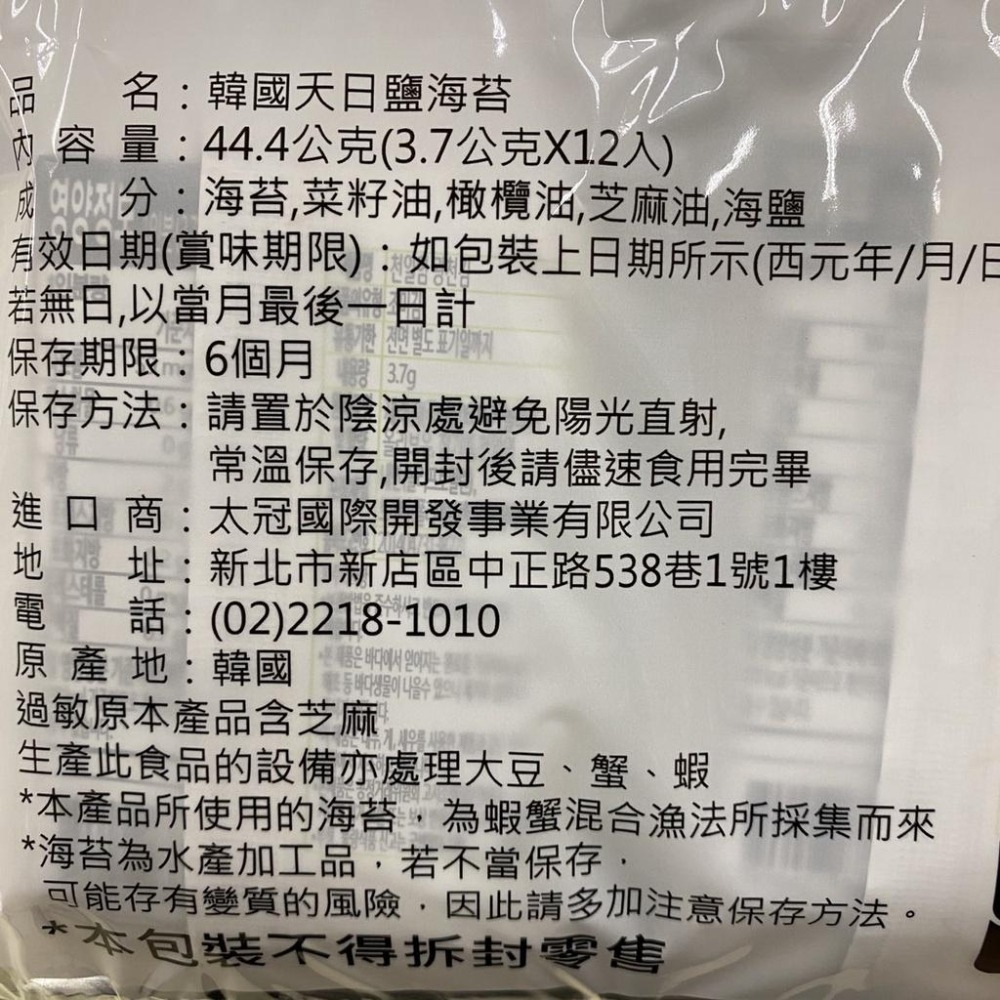 品名：韓國天日鹽海苔
內容量：44.4公克(3.7公克X12入)
成分：海苔,菜籽油,橄欖油,芝麻油,海鹽
有效日期(賞味期限)：如包裝上日期所示(西元年/月/日
若無日,以當月最後一日計
保存期限：6個月
保存方法：請置於陰涼處避免陽光直射,
常溫保存,開封後請儘速食用完畢
進口商：太冠國際開發事業有限公司
地址：新北市新店區中正路538巷1號1樓
電話：(02)2218-1010
原產地：韓國
過敏原本產品含芝麻
生產此食品的設備亦處理大豆、蟹、蝦
*本產品所使用的海苔，為蝦蟹混合漁法所採集而來
*海苔為水產加工品，若不當保存，
可能存有變質的風險，因此請多加注意保存方法。
*本包裝不得拆封零售
전면 별도 표기일까지
3.7g